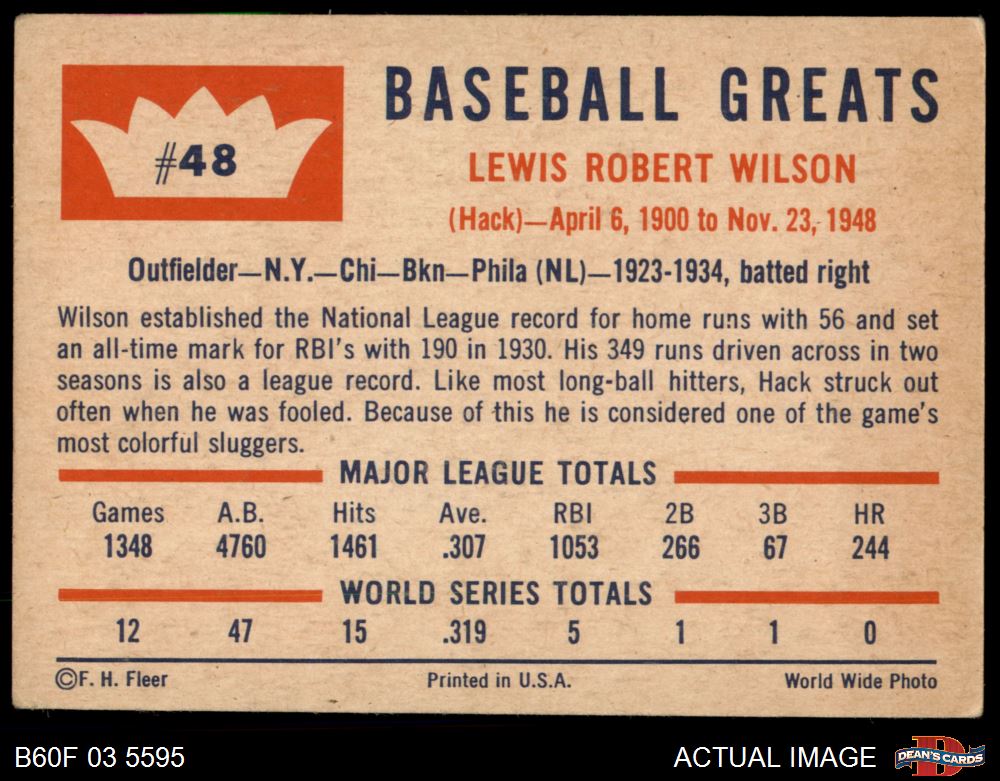 #48
BASEBALL GREATS
LEWIS ROBERT WILSON
(Hack)—April 6, 1900 to Nov. 23, 1948
Outfielder—N.Y.—Chi—Bkn—Phila (NL)—1923-1934, batted right
Wilson established the National League record for home runs with 56 and set
an all-time mark for RBI's with 190 in 1930. His 349 runs driven across in two
seasons is also a league record. Like most long-ball hitters, Hack struck out
often when he was fooled. Because of this he is considered one of the game's
most colorful sluggers.
MAJOR LEAGUE TOTALS
Games A.B. Hits Ave. RBI 2B 3B HR
1348 4760 1461 .307 1053 266 67 244
WORLD SERIES TOTALS
12 47 15 .319 5 1 1 0
©F. H. Fleer Printed in U.S.A. World Wide Photo
B60F 03 5595 ACTUAL IMAGE DEAN'S CARDS